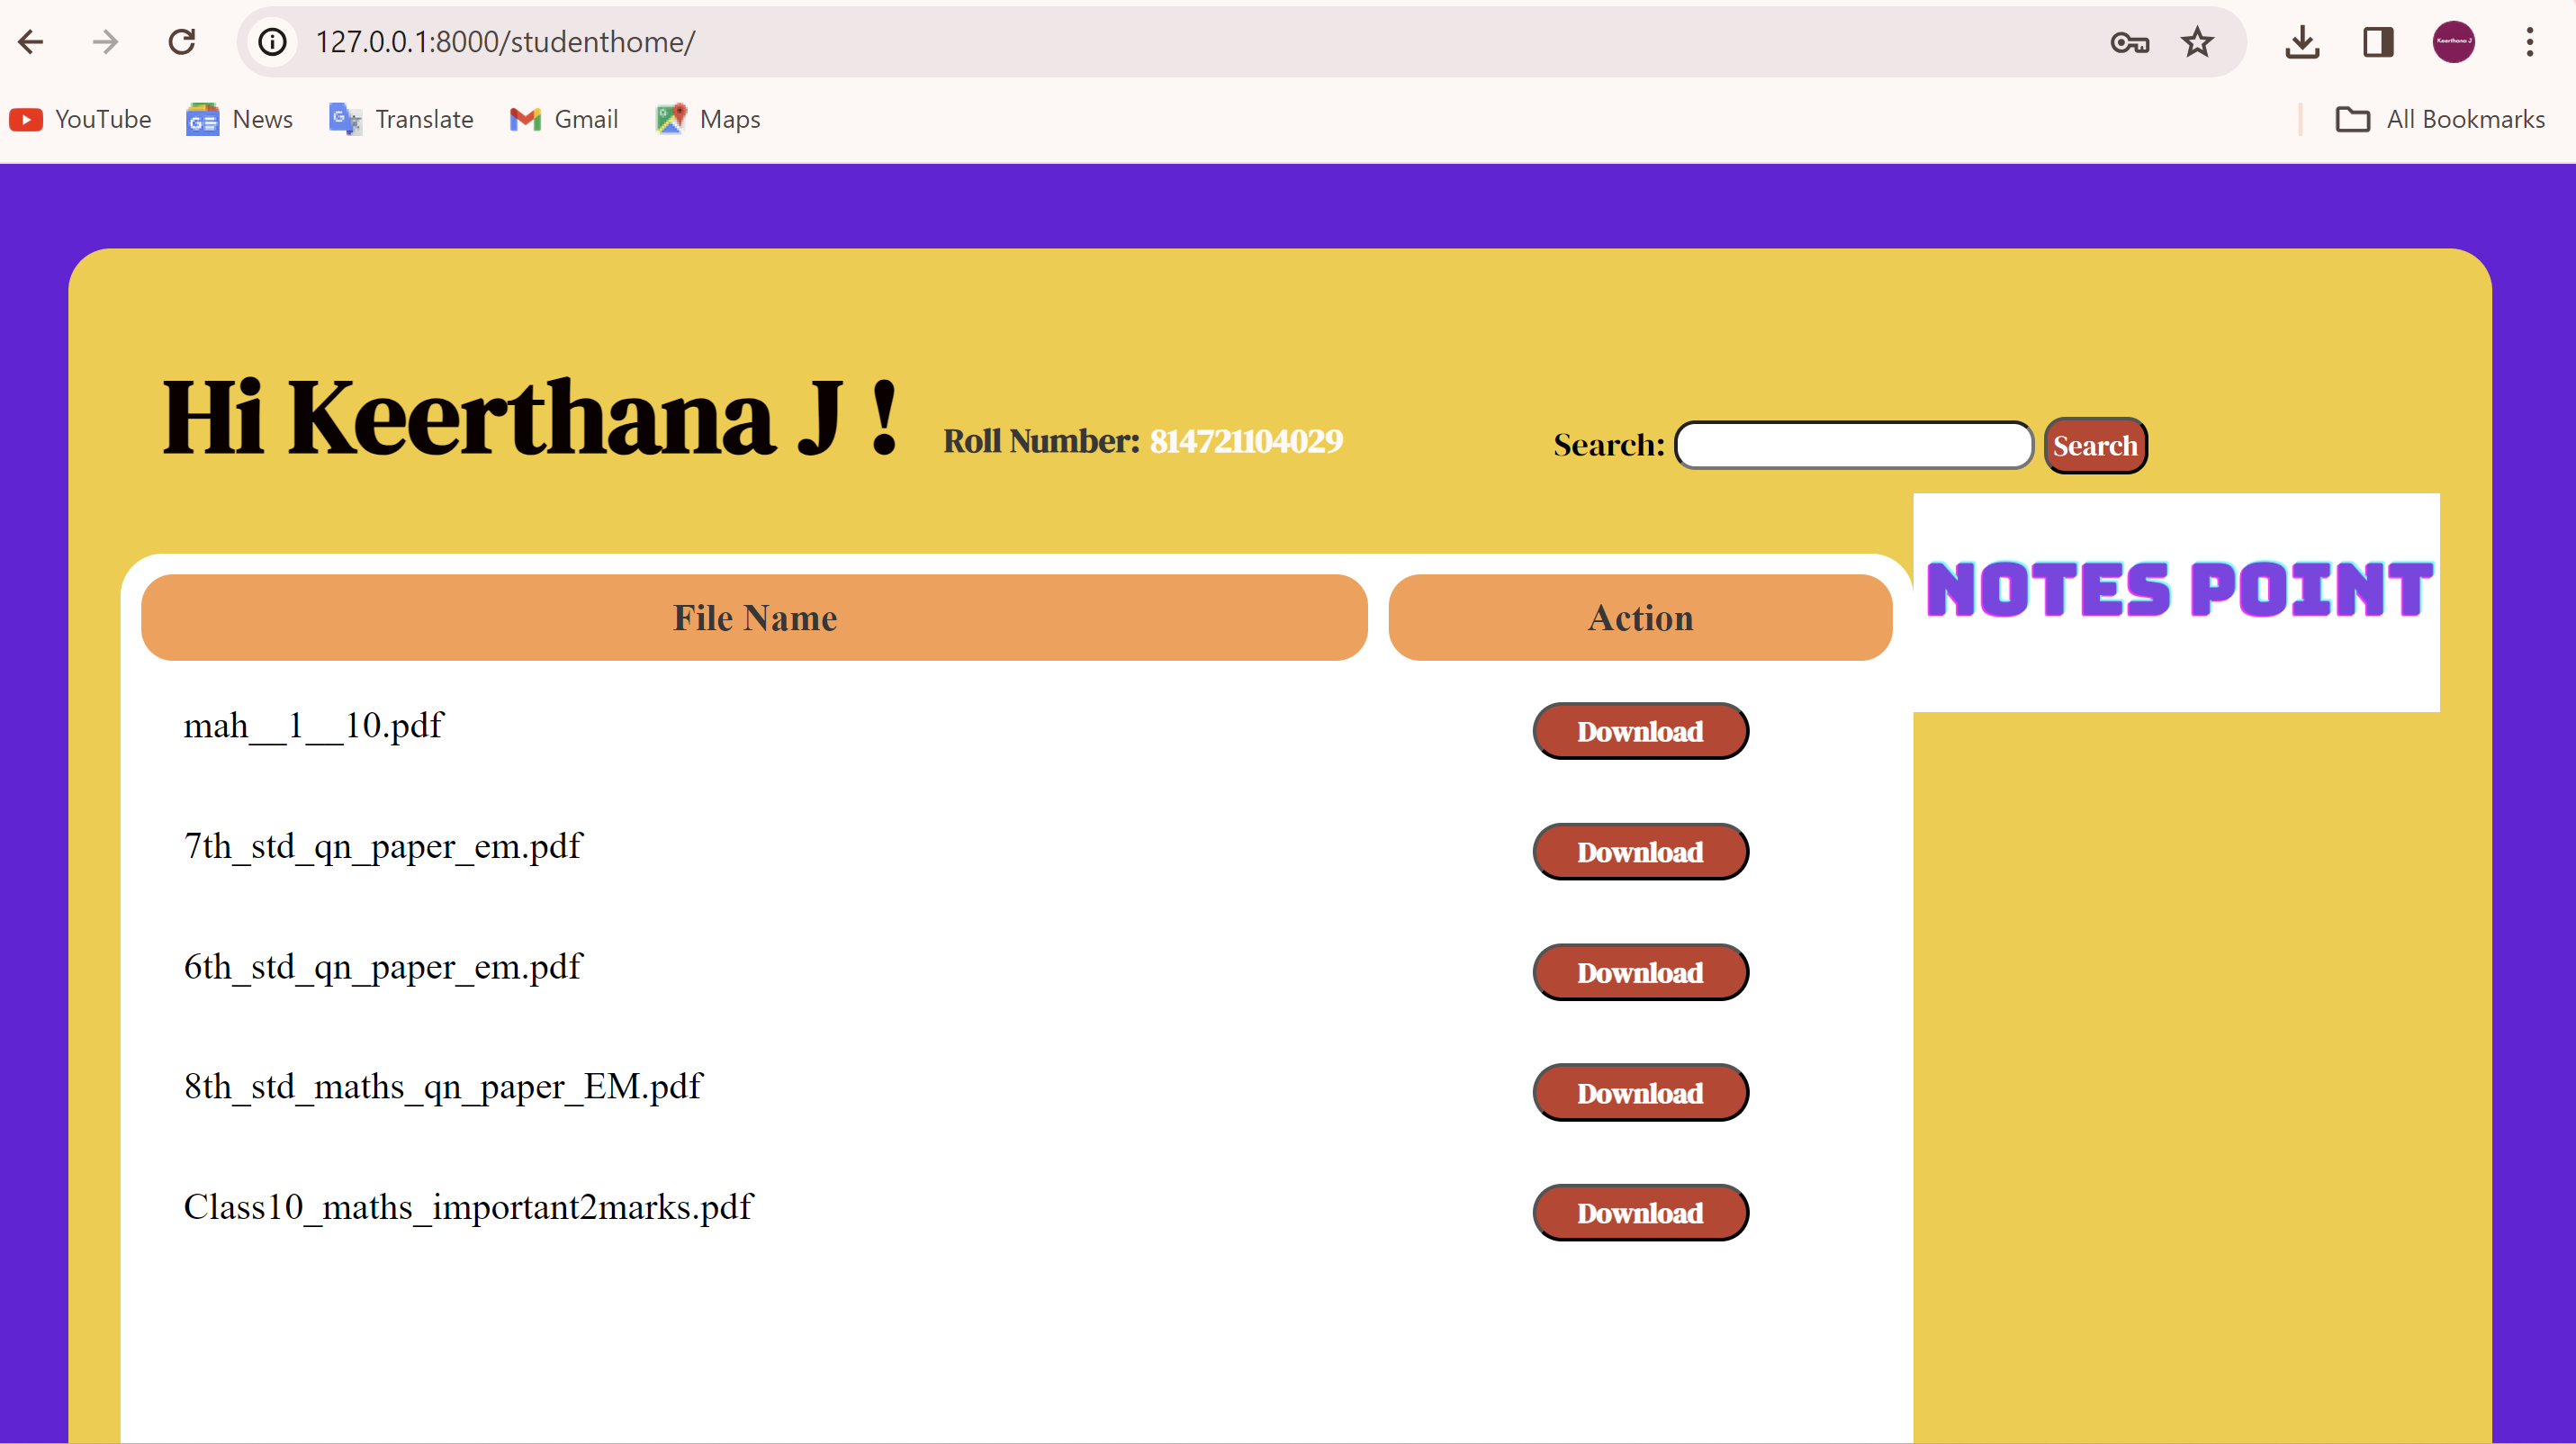 127.0.0.1:8000/studenthome/
Keerthana J
YouTube News Translate Gmail Maps All Bookmarks
Hi Keerthana J ! Roll Number: 814721104029 Search: Search
NOTES POINT
File Name Action
mah__1__10.pdf Download
7th_std_qn_paper_em.pdf Download
6th_std_qn_paper_em.pdf Download
8th_std_maths_qn_paper_EM.pdf Download
Class10_maths_important2marks.pdf Download